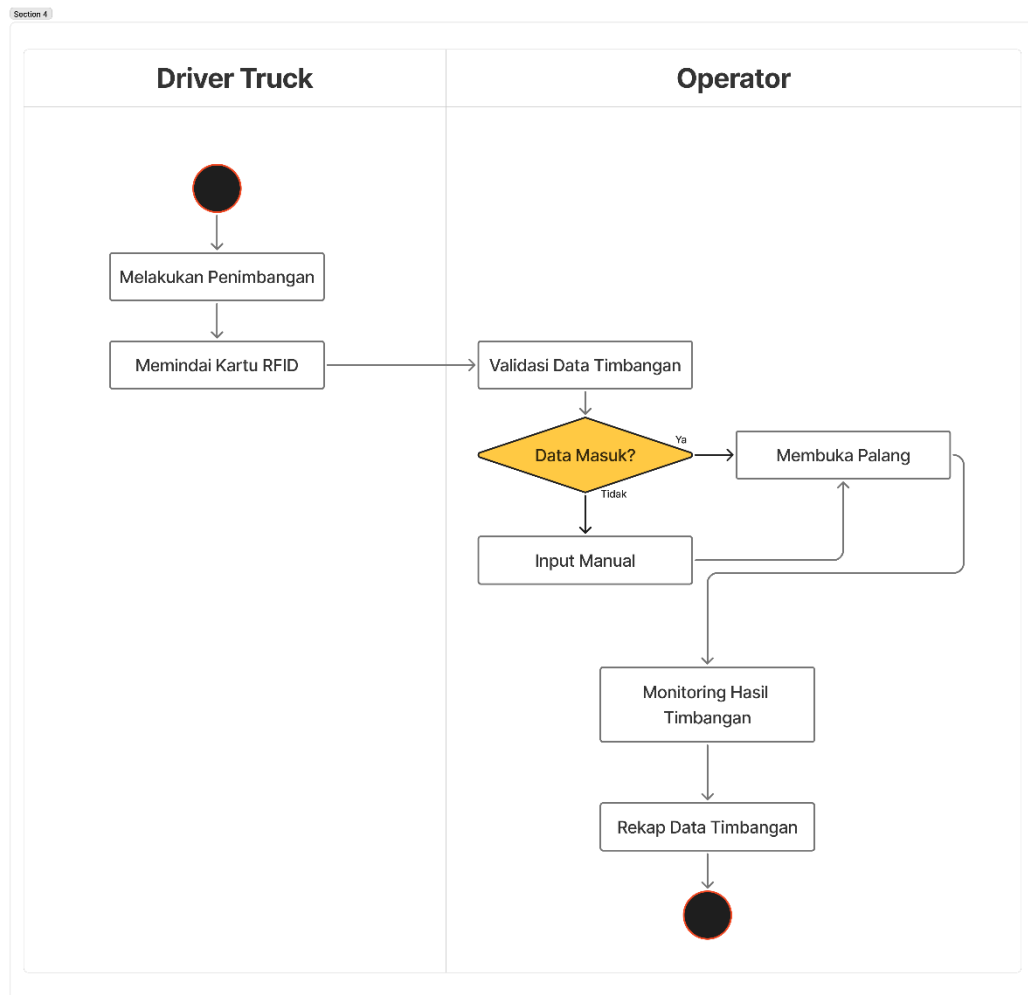 Section 4
Driver Truck
Operator
Melakukan Penimbangan
Memindai Kartu RFID
Validasi Data Timbangan
Data Masuk?
Ya
Membuka Palang
Tidak
Input Manual
Monitoring Hasil
Timbangan
Rekap Data Timbangan